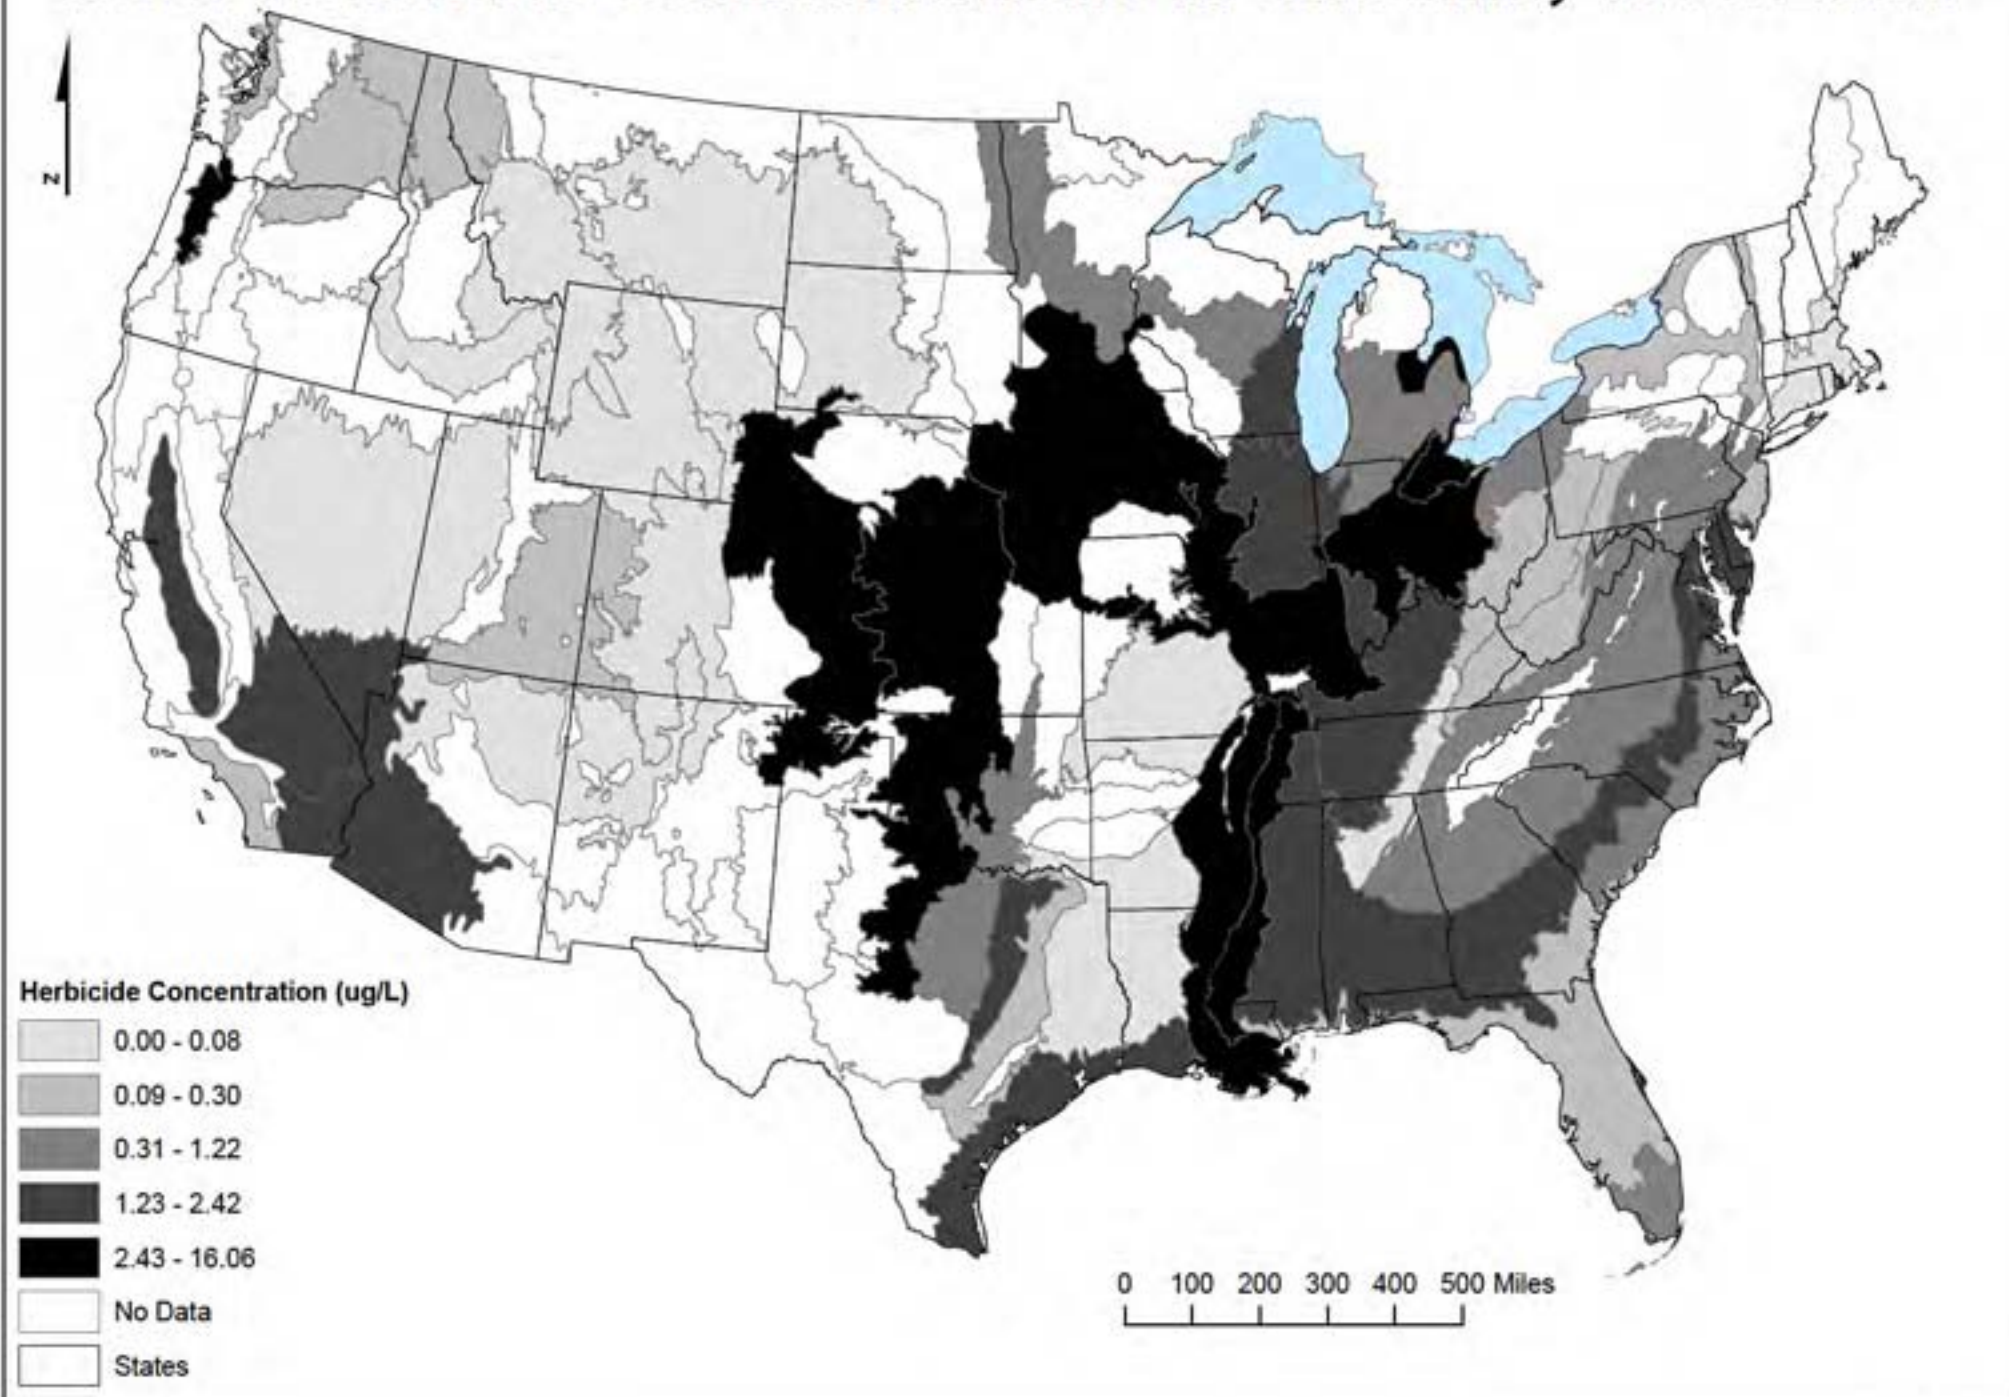 N
Herbicide Concentration (ug/L)
0.00 - 0.08
0.09 - 0.30
0.31 - 1.22
1.23 - 2.42
2.43 - 16.06
No Data
States
0 100 200 300 400 500 Miles